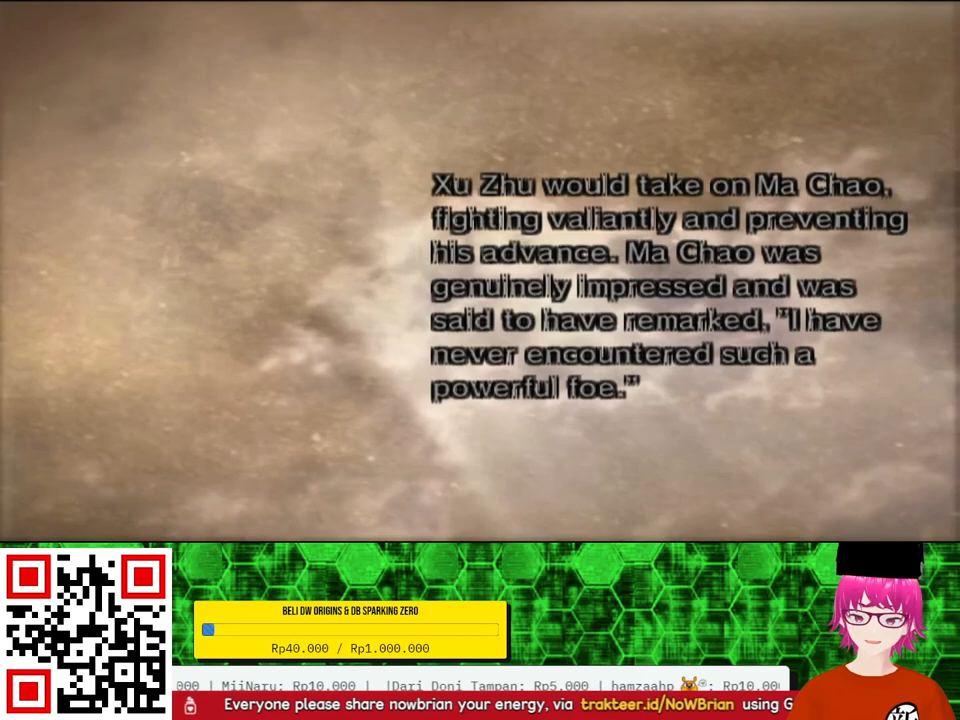 Xu Zhu would take on Ma Chao,
fighting valiantly and preventing
his advance. Ma Chao was
genuinely impressed and was
said to have remarked, "I have
never encountered such a
powerful foe."
BELI DW ORIGINS & DB SPARKING ZERO
Rp40.000 / Rp1.000.000
000 | MiiNaru: Rp10.000 | |Dari Doni Tampan: Rp5.000 | hamzaahp 🐹: Rp10.00
Everyone please share nowbrian your energy, via trakteer.id/NoWBrian using G